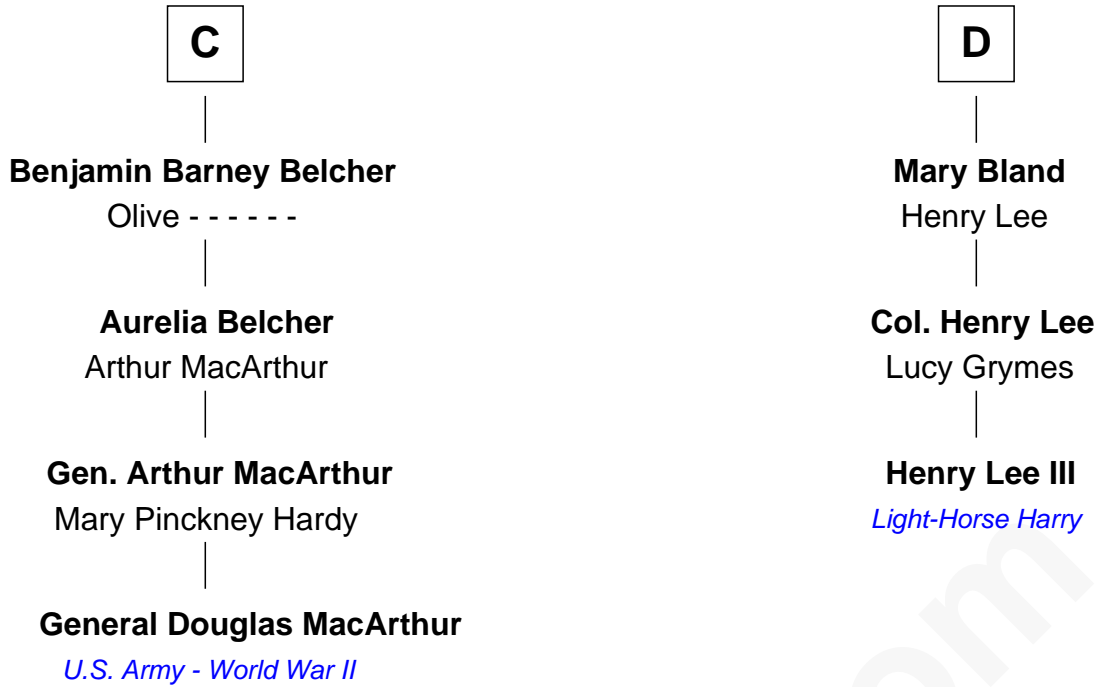 C
Benjamin Barney Belcher
Olive - - - - - -
Aurelia Belcher
Arthur MacArthur
Gen. Arthur MacArthur
Mary Pinckney Hardy
General Douglas MacArthur
U.S. Army - World War II
D
Mary Bland
Henry Lee
Col. Henry Lee
Lucy Grymes
Henry Lee III
Light-Horse Harry
om